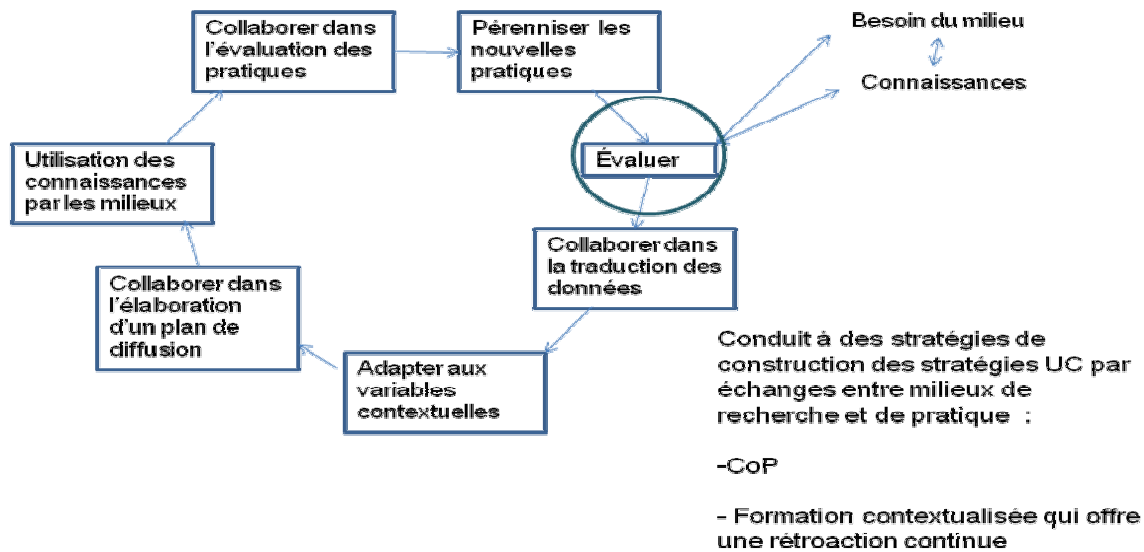 Collaborer dans
l'évaluation des
pratiques
Pérenniser les
nouvelles
pratiques
Besoin du milieu
Connaissances
Évaluer
Utilisation des
connaissances
par les milieux
Collaborer dans
la traduction des
données
Collaborer dans
l'élaboration
d'un plan de
diffusion
Adapter aux
variables
contextuelles
Conduit à des stratégies de
construction des stratégies UC par
échanges entre milieux de
recherche et de pratique :
-CoP
- Formation contextualisée qui offre
une rétroaction continue